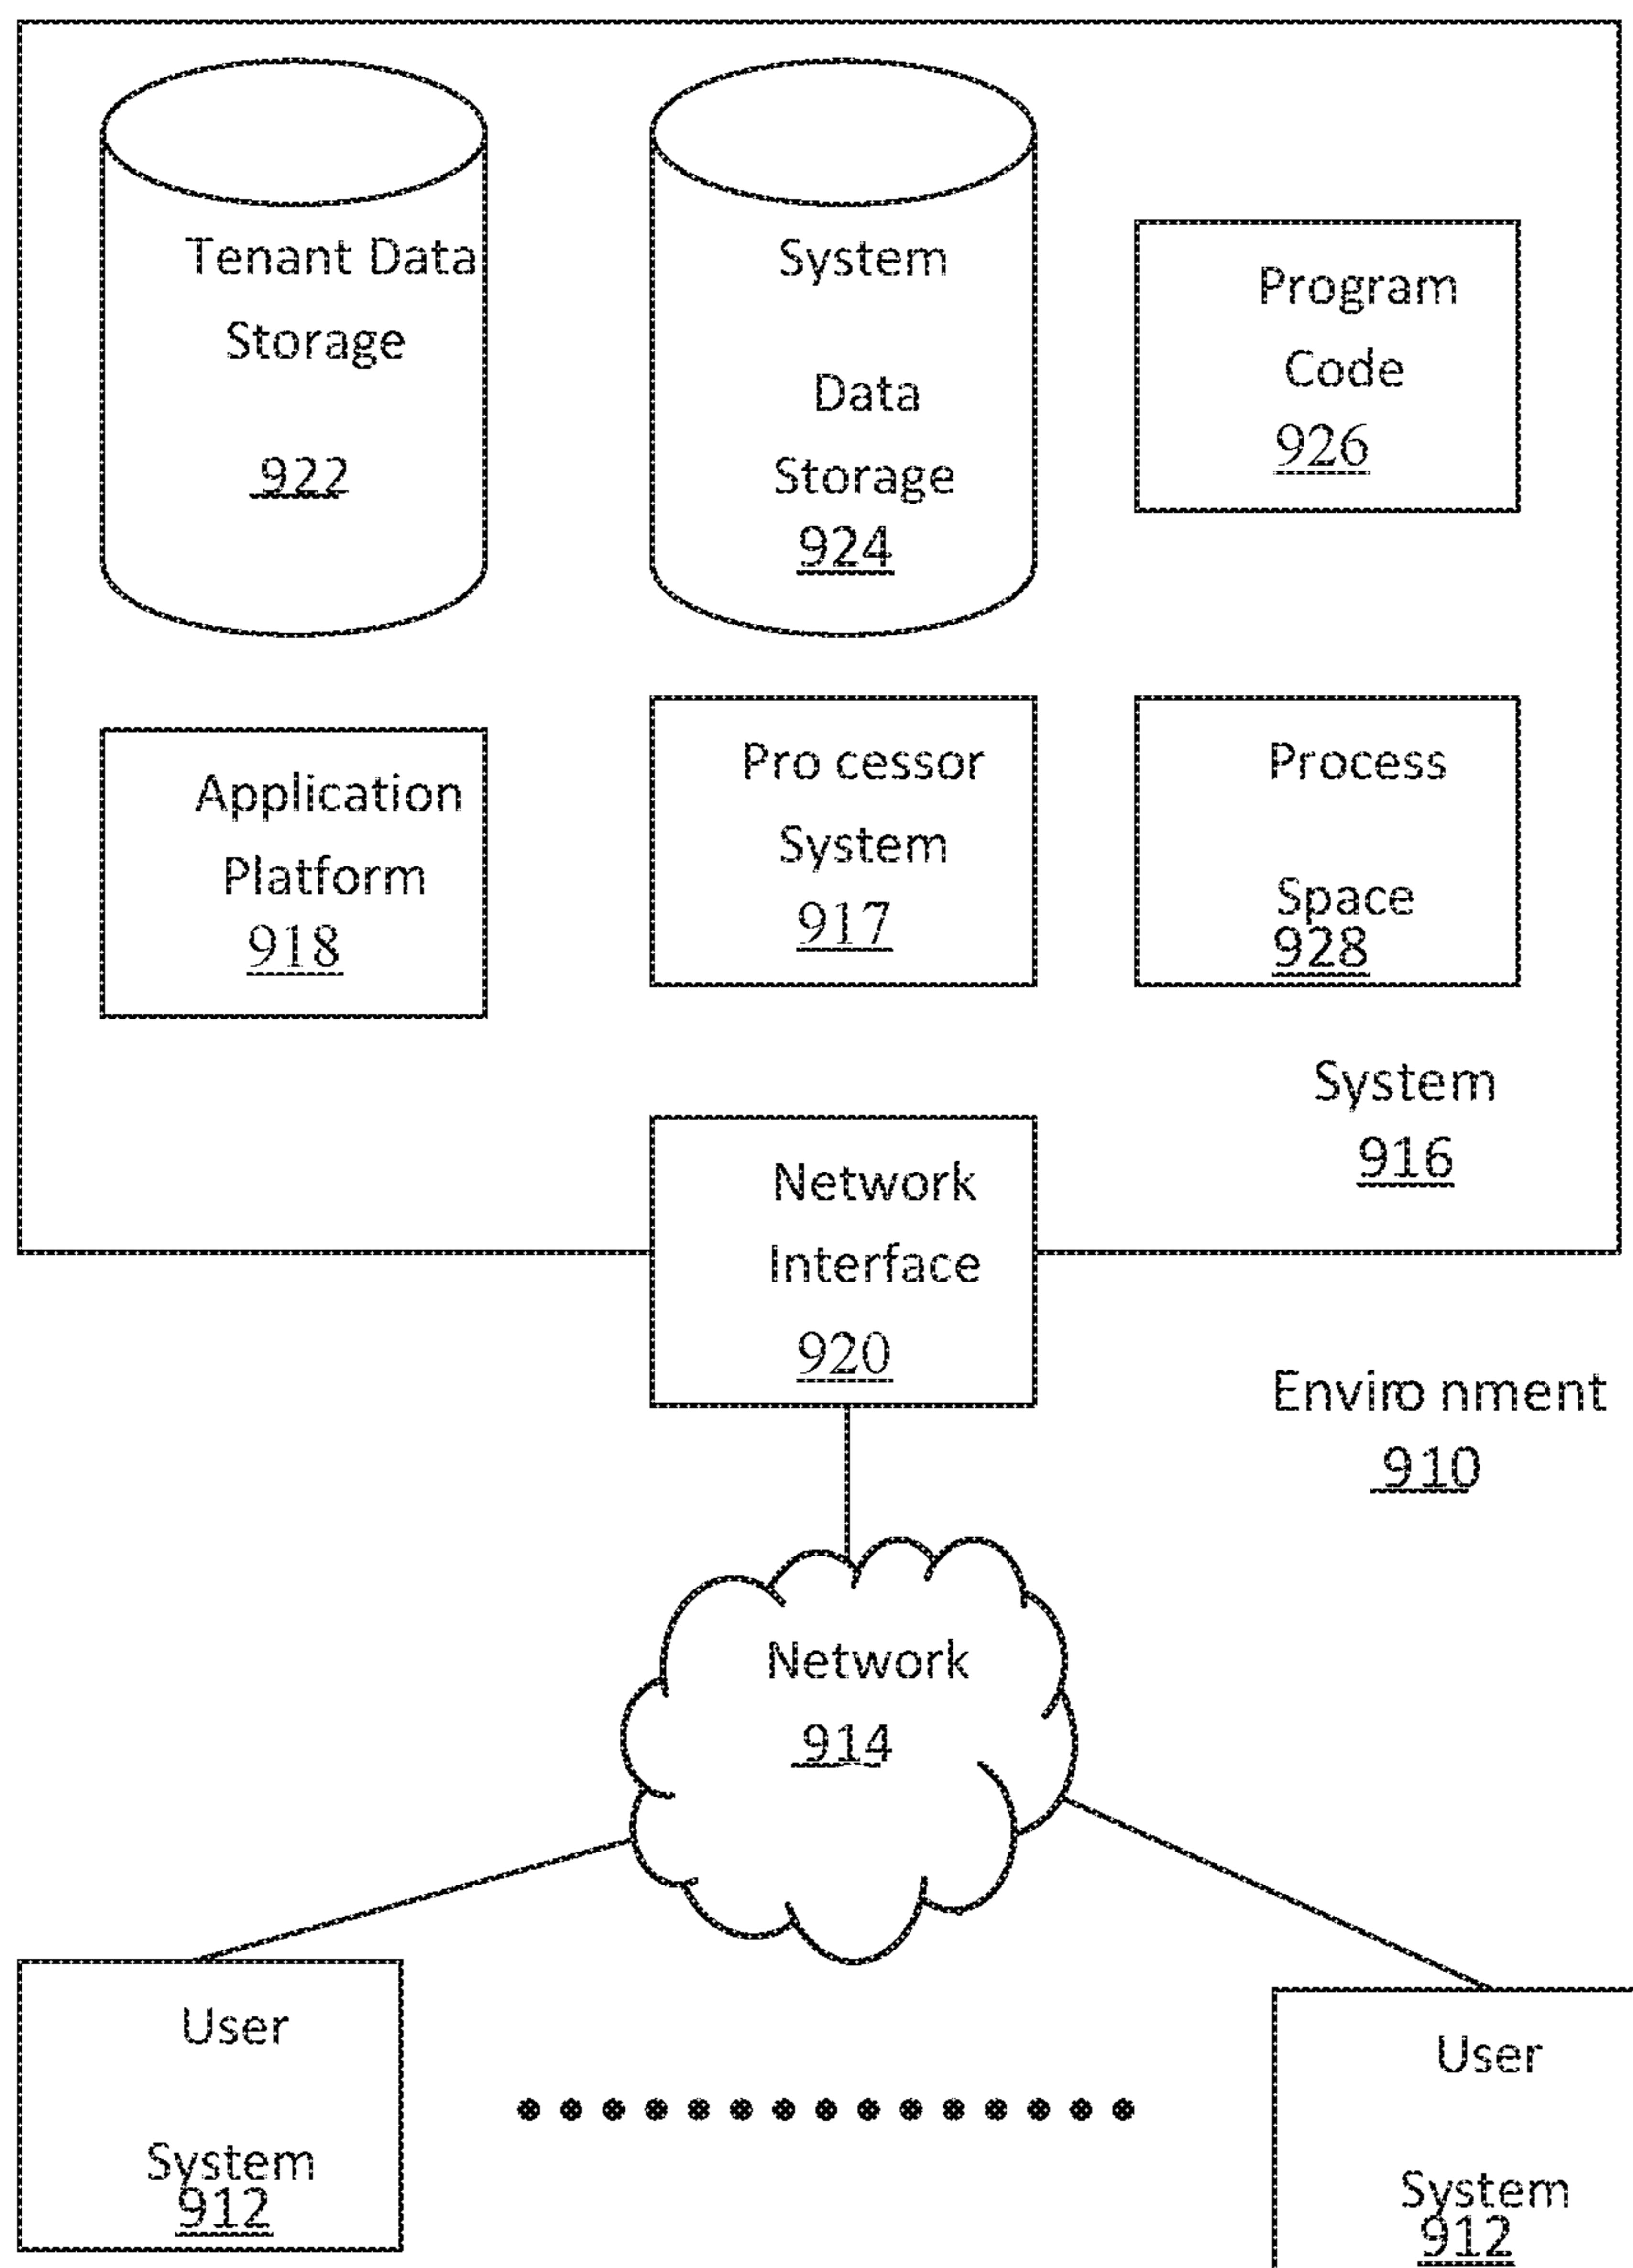 Tenant Data
Storage
922
System
Data
Storage
924
Program
Code
926
Application
Platform
918
Pro cessor
System
917
Process
Space
928
System
916
Network
Interface
920
Enviro nment
910
Network
914
User
System
912
User
System
912